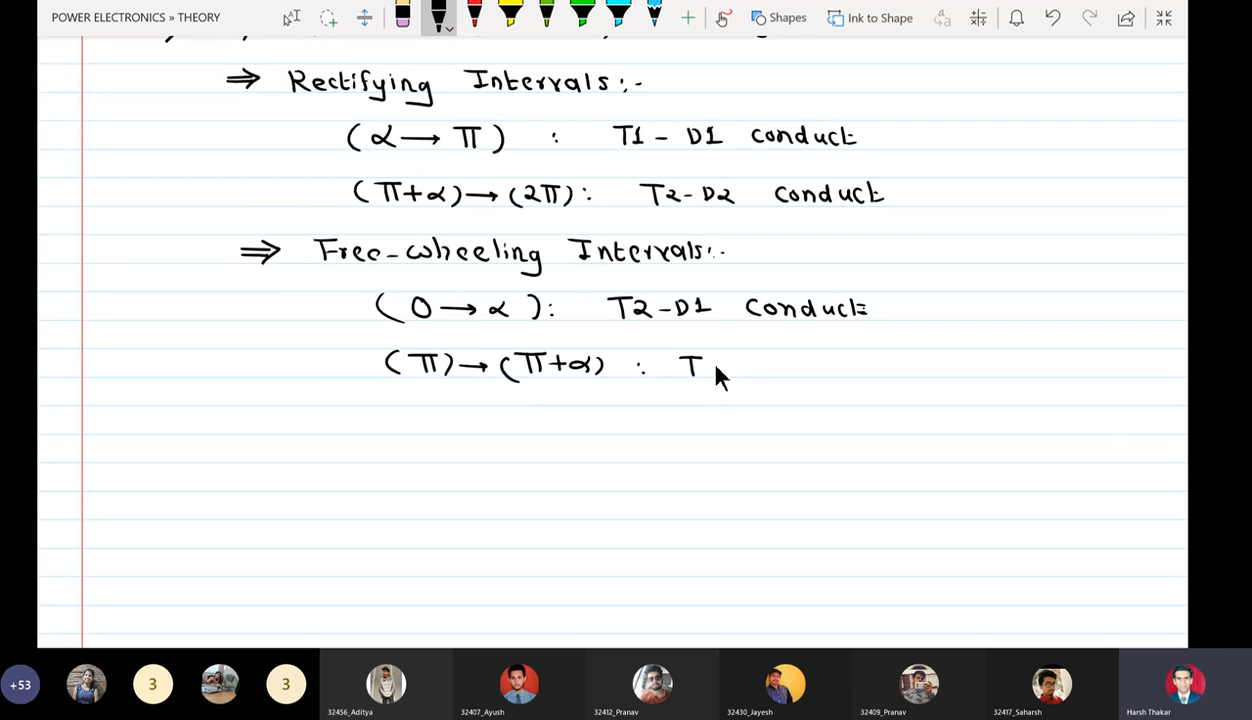 POWER ELECTRONICS » THEORY
Shapes
Ink to Shape
⇒ Rectifying Intervals:-
(α → π) : T1 - D1 conduct
(π+α) → (2π) : T2-D2 conduct
⇒ Free-wheeling Intervals:-
(0 → α) : T2-D1 Conduct
(π) → (π+α) : T
+53
3
3
32456_Aditya
32407_Ayush
32412_Pranav
32430_Jayesh
32409_Pranav
32417_Saharsh
Harsh Thakar